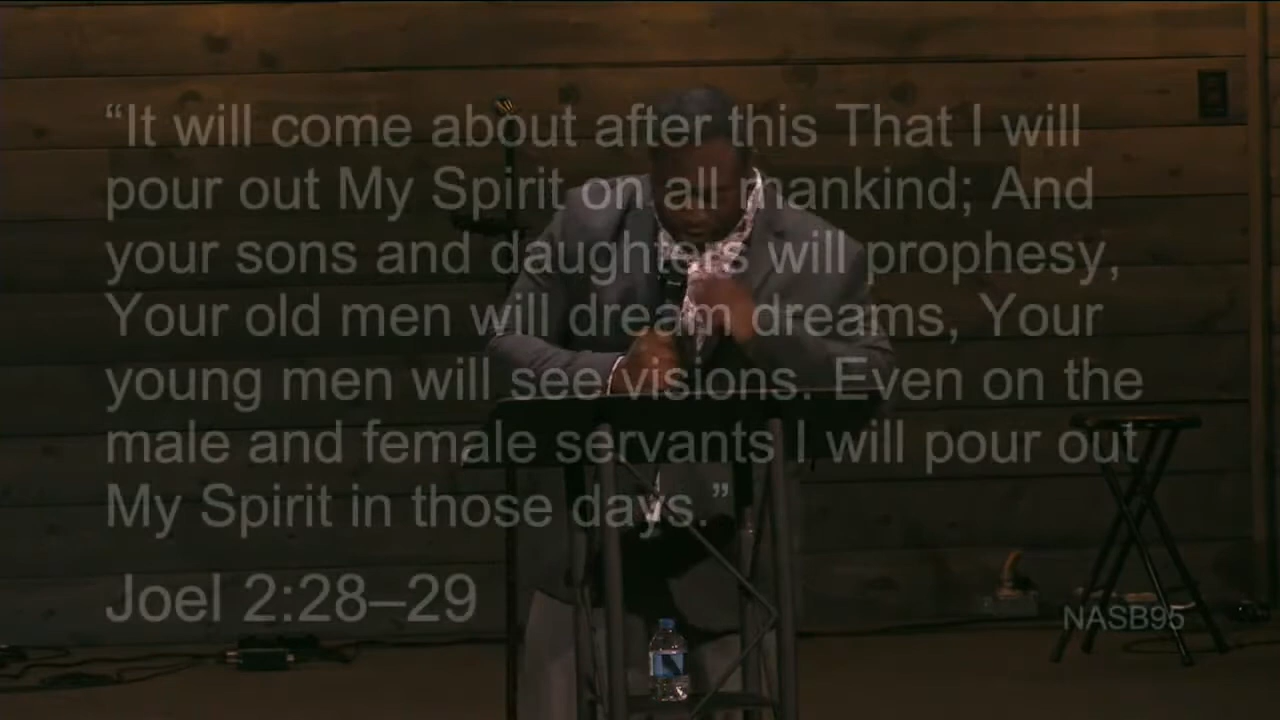 “It will come about after this That I will
pour out My Spirit on all mankind; And
your sons and daughters will prophesy,
Your old men will dream dreams, Your
young men will see visions. Even on the
male and female servants I will pour out
My Spirit in those days.”
Joel 2:28–29
NASB95